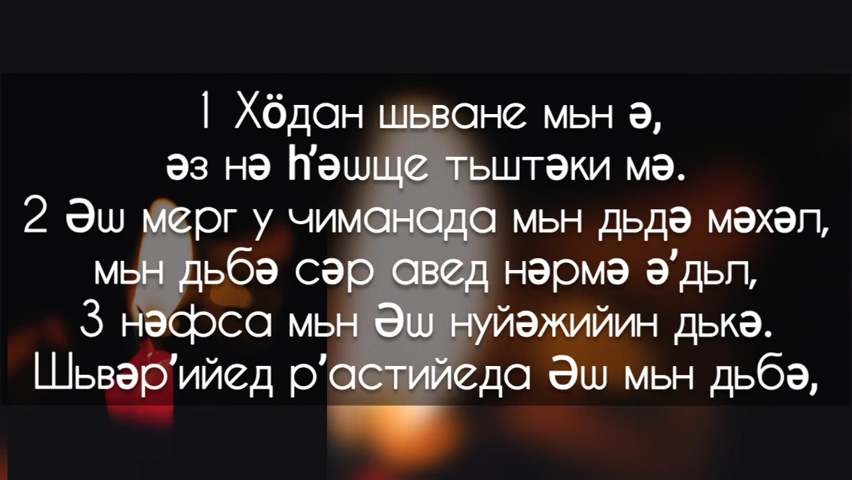 1 Хӧдан шьване мьн ә,
әз нә һ’әшще тьштәки мә.
2 Әш мерг у чиманада мьн дьдә мәхәл,
мьн дьбә сәр авед нәрмә ә’дьл,
3 нәфса мьн Әш нуйәжийин дькә.
Шьвәр’ийед р’астийеда Әш мьн дьбә,